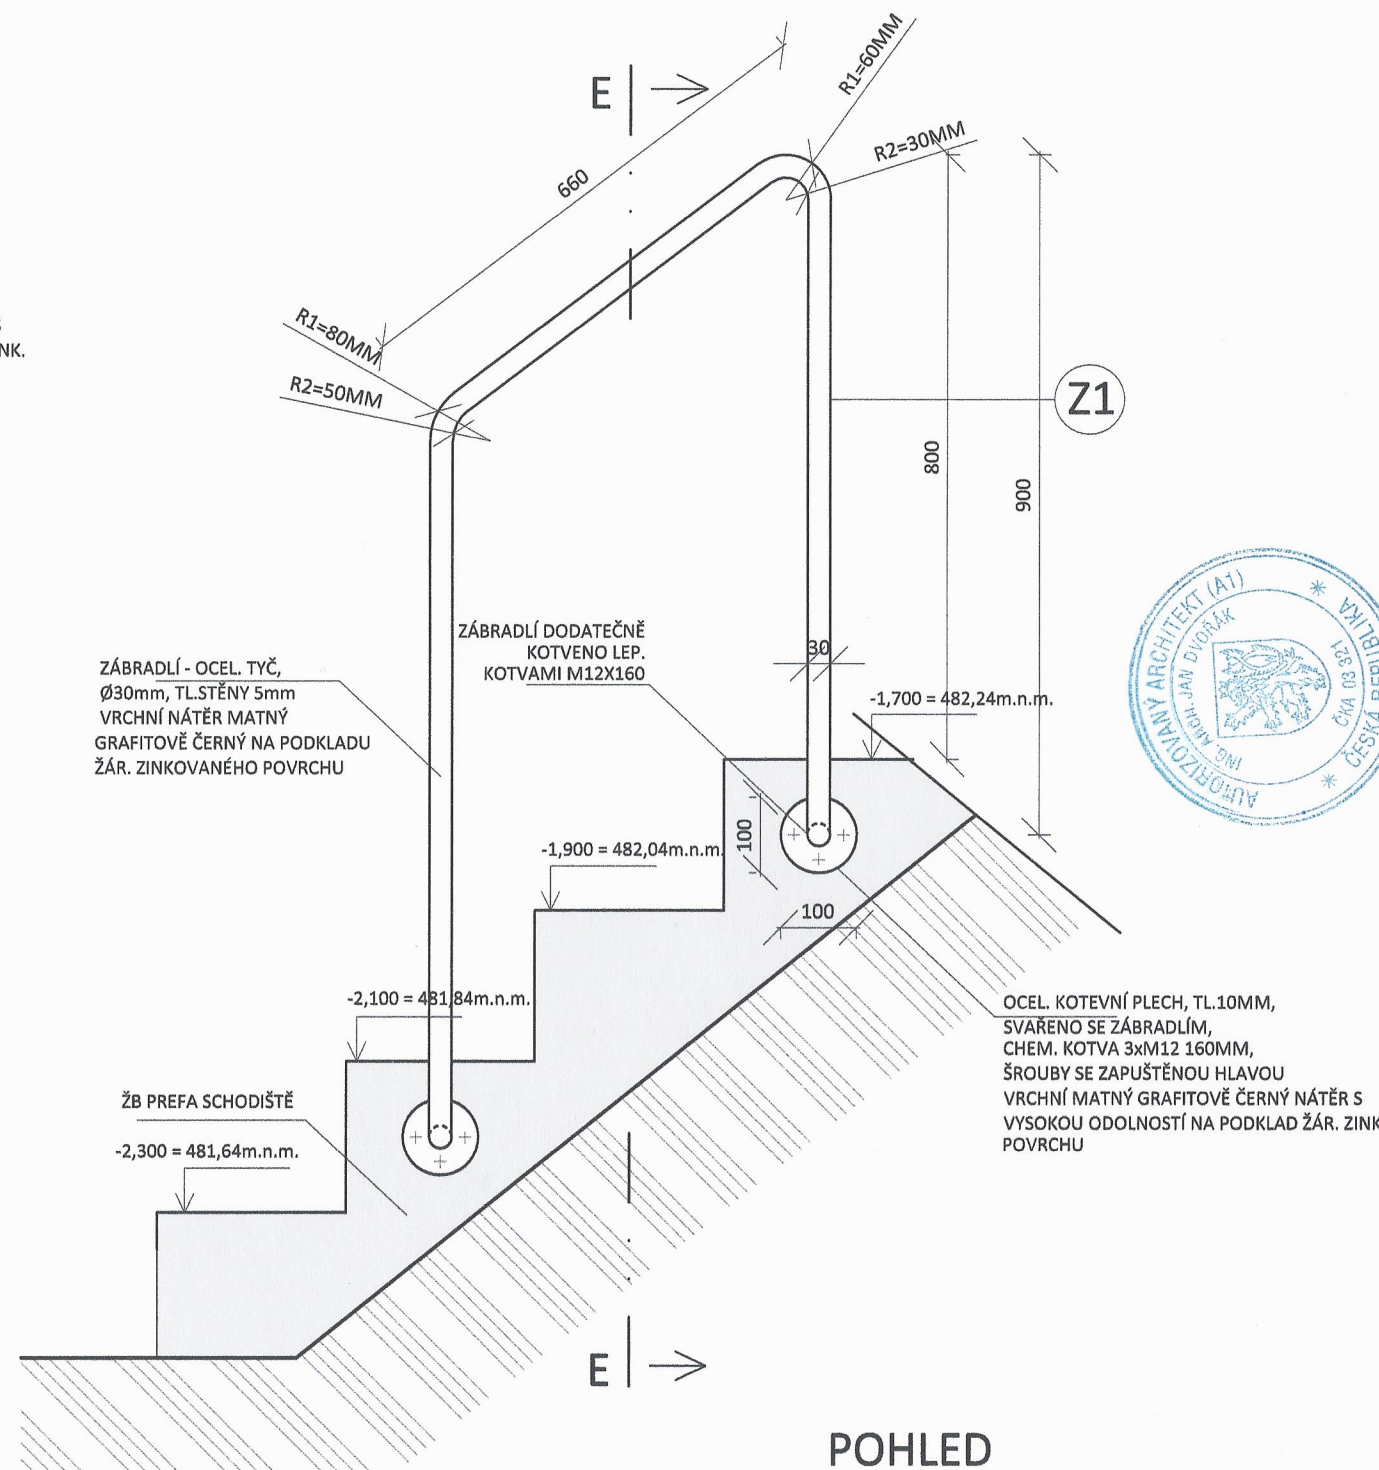 E
R1=60MM
R2=30MM
660
NK.
R1=80MM
R2=50MM
Z1
800
900
ZÁBRADLÍ DODATEČNĚ
KOTVENO LEP.
KOTVAMI M12X160
30
ZÁBRADLÍ - OCEL. TYČ,
Ø30mm, TL.STĚNY 5mm
VRCHNÍ NÁTĚR MATNÝ
GRAFITOVĚ ČERNÝ NA PODKLADU
ŽÁR. ZINKOVANÉHO POVRCHU
-1,700 = 482,24m.n.m.
AUTORIZOVANÝ ARCHITEKT (A1)
ING. ARCH. JAN DVOŘÁK
ČKA 03 321
ČESKÁ REPUBLIKA
-1,900 = 482,04m.n.m.
100
100
-2,100 = 481,84m.n.m.
OCEL. KOTEVNÍ PLECH, TL.10MM,
SVAŘENO SE ZÁBRADLÍM,
CHEM. KOTVA 3xM12 160MM,
ŠROUBY SE ZAPUŠTĚNOU HLAVOU
VRCHNÍ MATNÝ GRAFITOVĚ ČERNÝ NÁTĚR S
VYSOKOU ODOLNOSTÍ NA PODKLAD ŽÁR. ZINK
POVRCHU
ŽB PREFA SCHODIŠTĚ
-2,300 = 481,64m.n.m.
E
POHLED